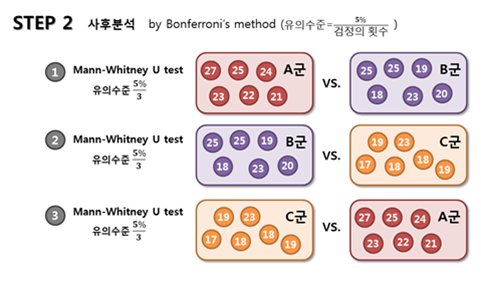 STEP 2 사후분석 by Bonferroni's method (유의수준=5%/검정의 횟수 )
1 Mann-Whitney U test
유의수준 5%/3
27 25 24 A군
23 22 21
VS.
25 25 19 B군
18 23 20
2 Mann-Whitney U test
유의수준 5%/3
25 25 19 B군
18 23 20
VS.
19 23 C군
17 18 18 19
3 Mann-Whitney U test
유의수준 5%/3
19 23 C군
17 18 18 19
VS.
27 25 24 A군
23 22 21